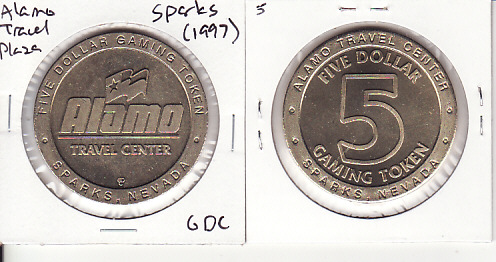 Alamo
Travel
Plaza
Sparks
(1997)
FIVE DOLLAR GAMING TOKEN
Alamo
TRAVEL CENTER
SPARKS, NEVADA
GDC
5
ALAMO TRAVEL CENTER
FIVE DOLLAR
5
GAMING TOKEN
SPARKS, NEVADA